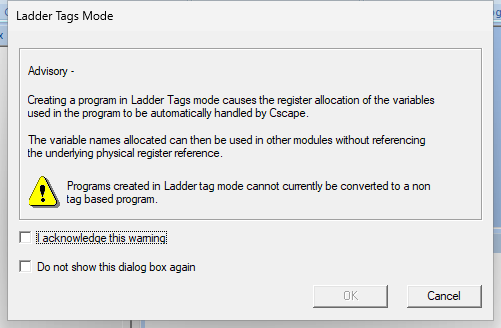 Ladder Tags Mode
Advisory -
Creating a program in Ladder Tags mode causes the register allocation of the variables
used in the program to be automatically handled by Cscape.
The variable names allocated can then be used in other modules without referencing
the underlying physical register reference.
Programs created in Ladder tag mode cannot currently be converted to a non
tag based program.
I acknowledge this warning
Do not show this dialog box again
OK
Cancel